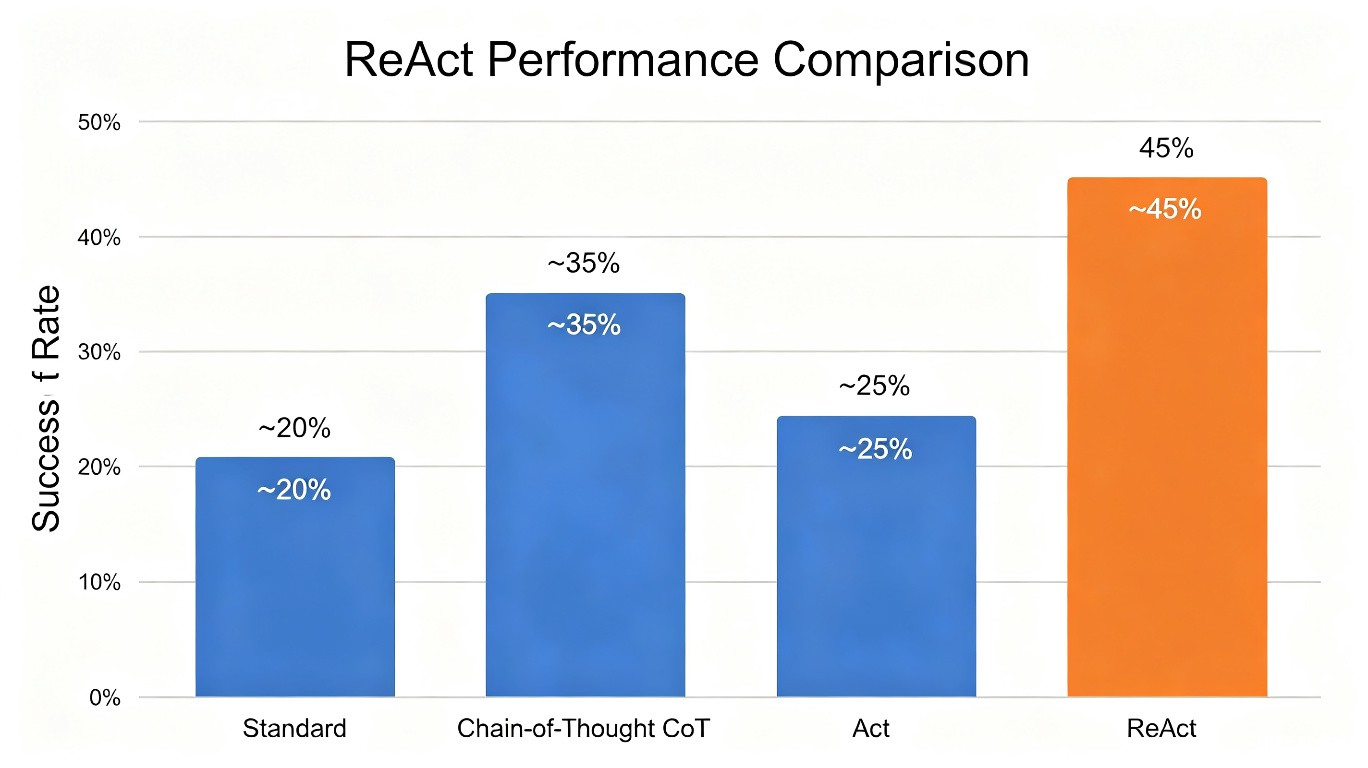 ReAct Performance Comparison
Success f Rate
50%
40%
30%
20%
10%
0%
~20%
~20%
~35%
~35%
~25%
~25%
45%
~45%
Standard
Chain-of-Thought CoT
Act
ReAct